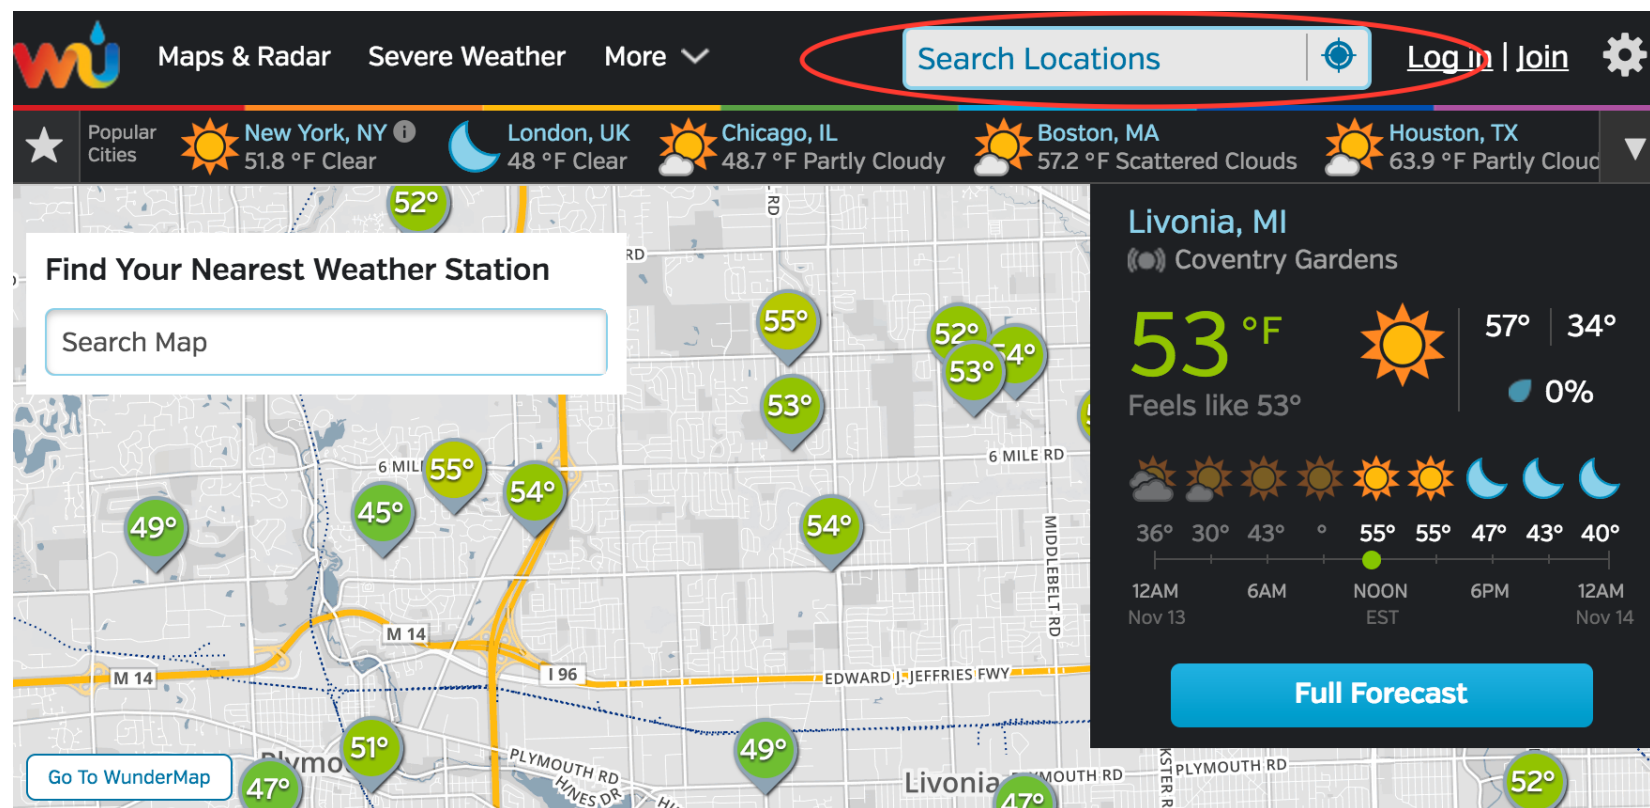 WU
Maps & Radar
Severe Weather
More
Search Locations
Log in | Join
Popular
Cities
New York, NY
51.8 °F Clear
London, UK
48 °F Clear
Chicago, IL
48.7 °F Partly Cloudy
Boston, MA
57.2 °F Scattered Clouds
Houston, TX
63.9 °F Partly Cloud
52°
RD
Find Your Nearest Weather Station
Search Map
RD
55°
52°
54°
53°
53°
6 MILE RD
6 MIL
55°
54°
45°
49°
54°
MIDDLEBELT RD
M 14
M 14
I 96
EDWARD J. JEFFRIES FWY
51°
49°
Plymo
PLYMOUTH RD
HINES DR
Livonia
MOUTH RD
PLYMOUTH RD
47°
47°
52°
Go To WunderMap
Livonia, MI
Coventry Gardens
53 °F
Feels like 53°
57° | 34°
0%
36° 30° 43° ° 55° 55° 47° 43° 40°
12AM 6AM NOON 6PM 12AM
Nov 13 EST Nov 14
Full Forecast